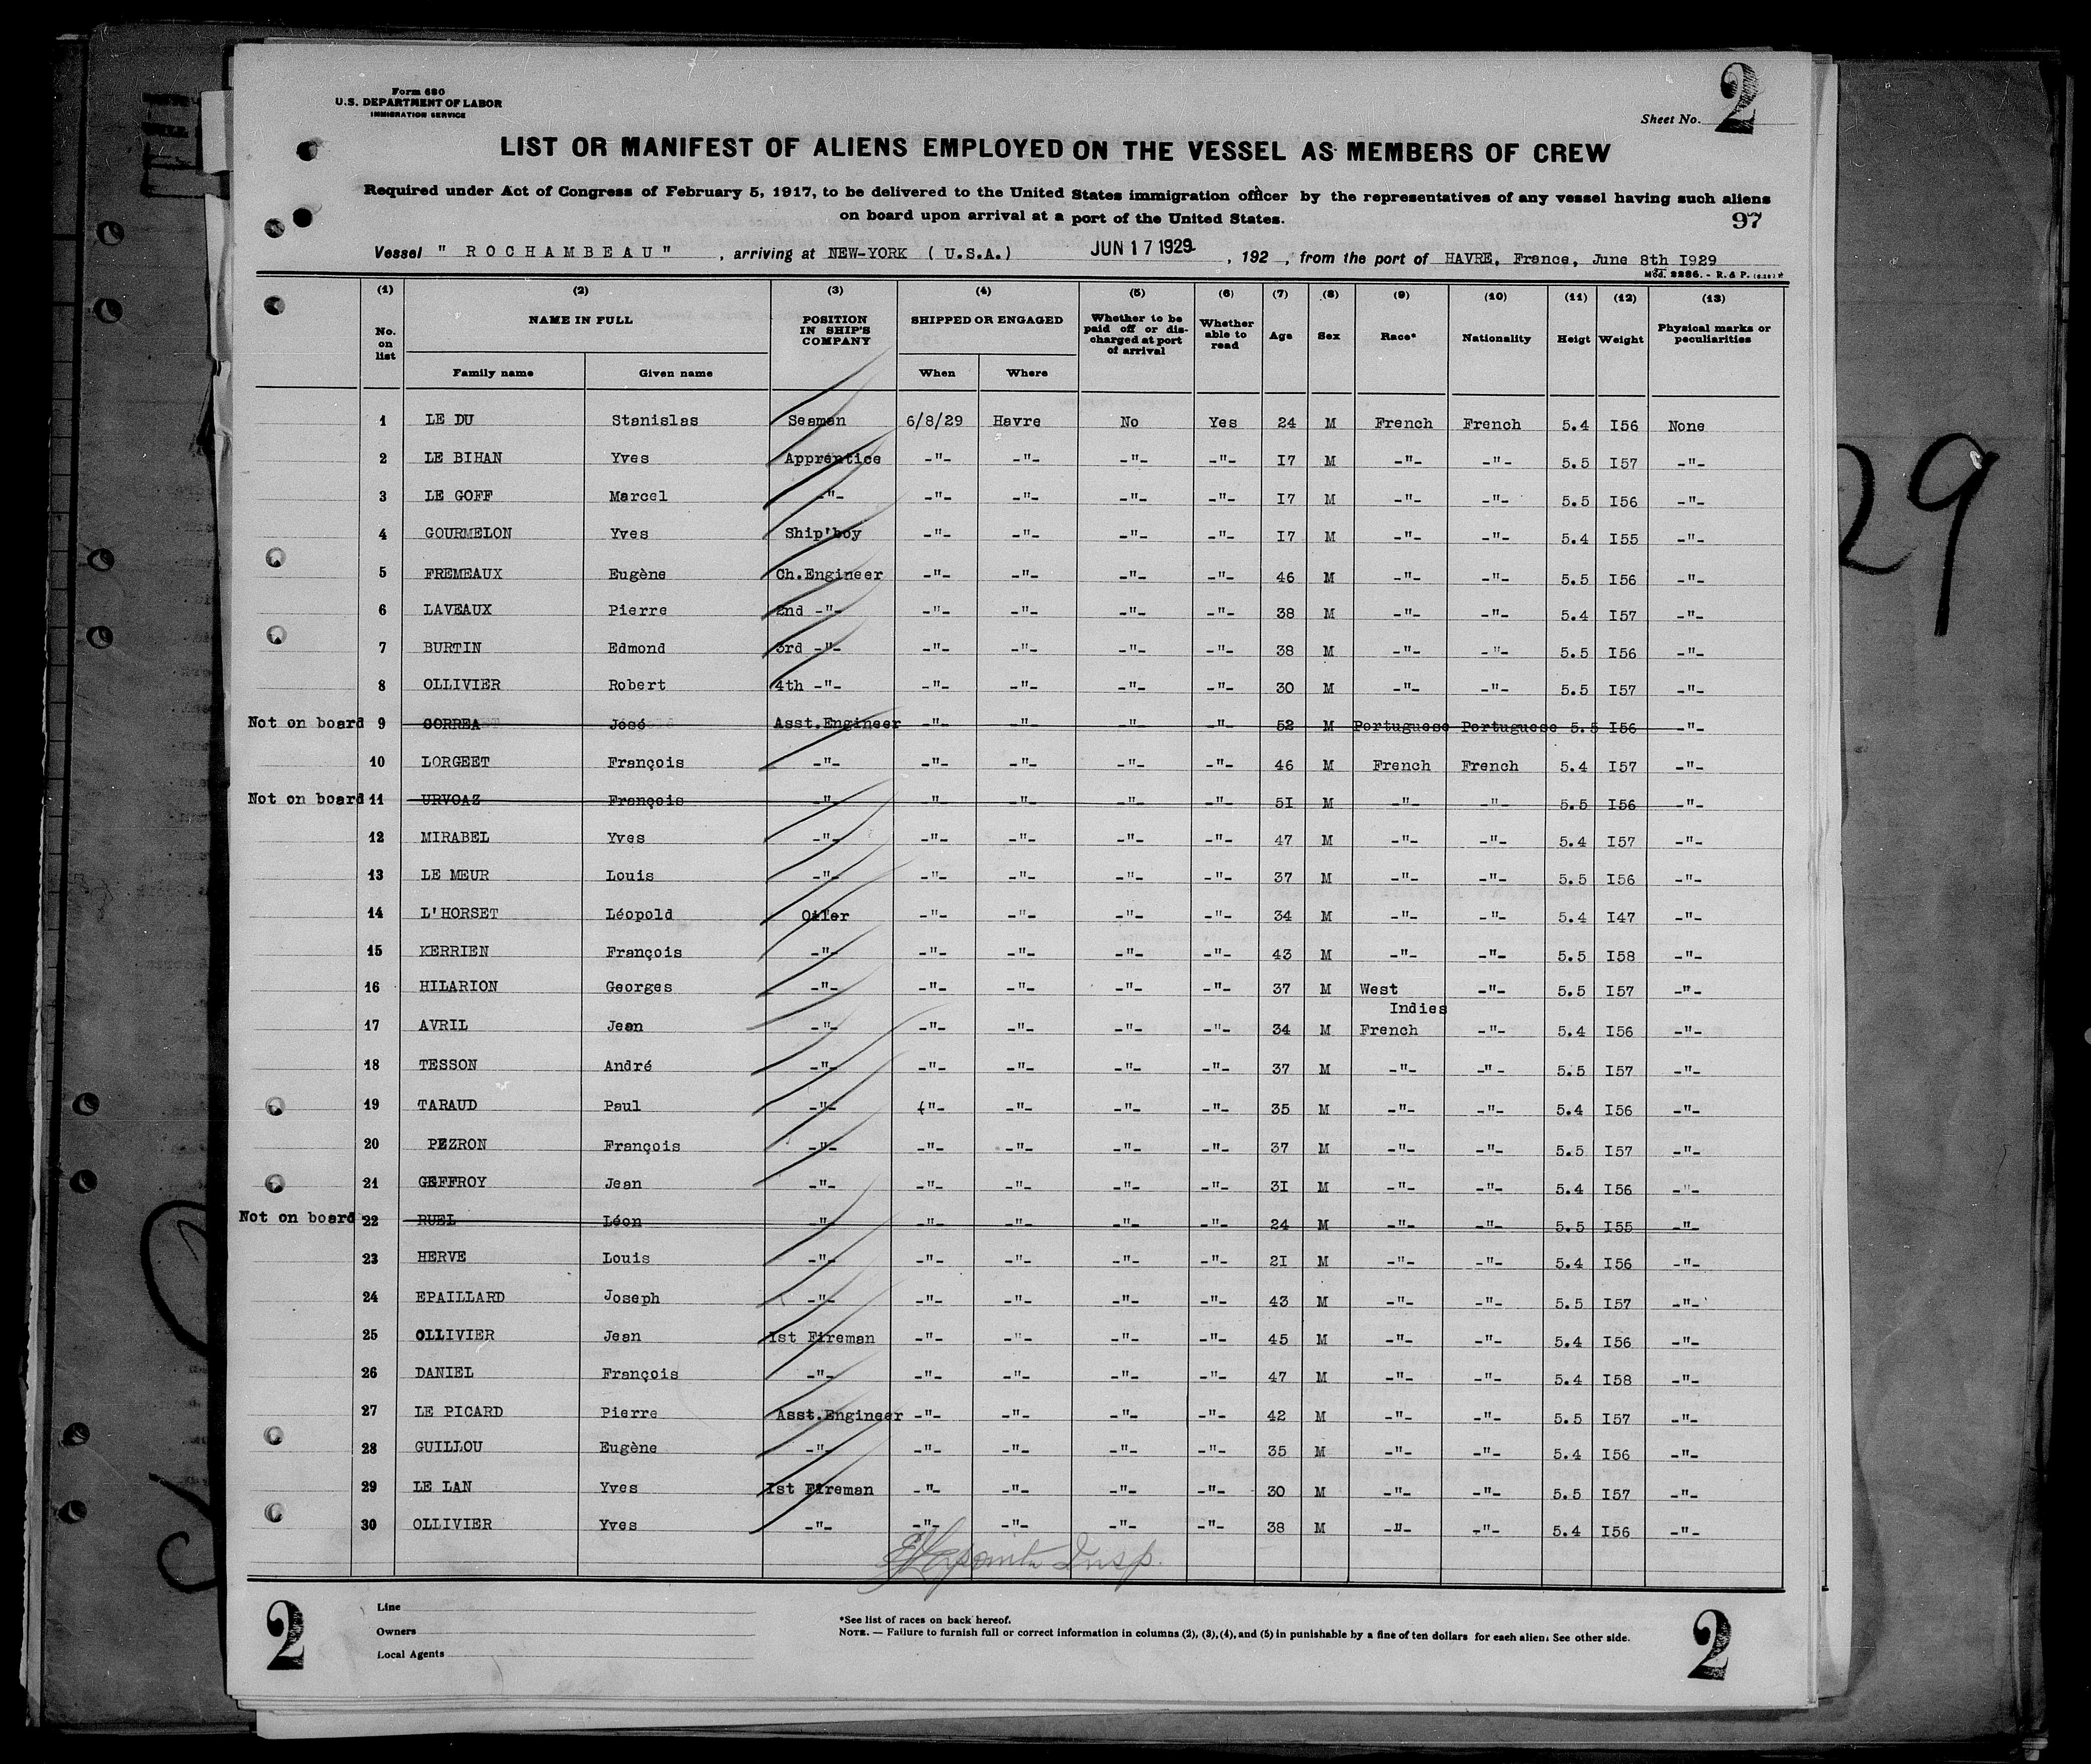 Form 680
U.S. DEPARTMENT OF LABOR
IMMIGRATION SERVICE
Sheet No. 2
LIST OR MANIFEST OF ALIENS EMPLOYED ON THE VESSEL AS MEMBERS OF CREW
Required under Act of Congress of February 5, 1917, to be delivered to the United States immigration officer by the representatives of any vessel having such aliens
on board upon arrival at a port of the United States.
97
Vessel " ROCHAMBEAU " , arriving at NEW-YORK ( U.S.A.) JUN 17 1929 , 192 , from the port of HAVRE, France, June 8th I929
Mod. 2286. - R. & P.
(1) (2) (3) (4) (5) (6) (7) (8) (9) (10) (11) (12) (13)
No. on list NAME IN FULL POSITION IN SHIP'S COMPANY SHIPPED OR ENGAGED Whether to be paid off or discharged at port of arrival Whether able to read Age Sex Race* Nationality Heigt Weight Physical marks or peculiarities
Family name Given name When Where
1 LE DU Stanislas Seaman 6/8/29 Havre No Yes 24 M French French 5.4 I56 None
2 LE BIHAN Yves Apprentice -"- -"- -"- -"- I7 M -"- -"- 5.5 I57 -"-
3 LE GOFF Marcel -"- -"- -"- -"- -"- I7 M -"- -"- 5.5 I56 -"-
4 GOURMELON Yves Ship'boy -"- -"- -"- -"- I7 M -"- -"- 5.4 I55 -"-
5 FREMEAUX Eugène Ch.Engineer -"- -"- -"- -"- 46 M -"- -"- 5.5 I56 -"-
6 LAVEAUX Pierre 2nd -"- -"- -"- -"- -"- 38 M -"- -"- 5.4 I57 -"-
7 BURTIN Edmond 3rd -"- -"- -"- -"- -"- 38 M -"- -"- 5.5 I56 -"-
8 OLLIVIER Robert 4th -"- -"- -"- -"- -"- 30 M -"- -"- 5.5 I57 -"-
Not on board 9 CORREA José Asst.Engineer -"- -"- -"- -"- 52 M Portuguese Portuguese 5.5 I56 -"-
10 LORGEET François -"- -"- -"- -"- -"- 46 M French French 5.4 I57 -"-
Not on board 11 URVOAZ François -"- -"- -"- -"- -"- 5I M -"- -"- 5.5 I56 -"-
12 MIRABEL Yves -"- -"- -"- -"- -"- 47 M -"- -"- 5.4 I57 -"-
13 LE MEUR Louis -"- -"- -"- -"- -"- 37 M -"- -"- 5.5 I56 -"-
14 L'HORSET Léopold Oiler -"- -"- -"- -"- 34 M -"- -"- 5.4 I47 -"-
15 KERRIEN François -"- -"- -"- -"- -"- 43 M -"- -"- 5.5 I58 -"-
16 HILARION Georges -"- -"- -"- -"- -"- 37 M West Indies -"- 5.5 I57 -"-
17 AVRIL Jean -"- -"- -"- -"- -"- 34 M French -"- 5.4 I56 -"-
18 TESSON André -"- -"- -"- -"- -"- 37 M -"- -"- 5.5 I57 -"-
19 TARAUD Paul -"- -"- -"- -"- -"- 35 M -"- -"- 5.4 I56 -"-
20 PEZRON François -"- -"- -"- -"- -"- 37 M -"- -"- 5.5 I57 -"-
21 GEFFROY Jean -"- -"- -"- -"- -"- 3I M -"- -"- 5.4 I56 -"-
Not on board 22 RUEL Léon -"- -"- -"- -"- -"- 24 M -"- -"- 5.5 I55 -"-
23 HERVE Louis -"- -"- -"- -"- -"- 2I M -"- -"- 5.4 I56 -"-
24 EPAILLARD Joseph -"- -"- -"- -"- -"- 43 M -"- -"- 5.5 I57 -"-
25 OLLIVIER Jean Ist Fireman -"- -"- -"- -"- 45 M -"- -"- 5.4 I56 -"-
26 DANIEL François -"- -"- -"- -"- -"- 47 M -"- -"- 5.4 I58 -"-
27 LE PICARD Pierre Asst.Engineer -"- -"- -"- -"- 42 M -"- -"- 5.5 I57 -"-
28 GUILLOU Eugène -"- -"- -"- -"- -"- 35 M -"- -"- 5.4 I56 -"-
29 LE LAN Yves Ist Fireman -"- -"- -"- -"- 30 M -"- -"- 5.5 I57 -"-
30 OLLIVIER Yves -"- -"- -"- -"- -"- 38 M -"- -"- 5.4 I56 -"-
Insp.
Line
Owners
Local Agents
*See list of races on back hereof.
NOTE. — Failure to furnish full or correct information in columns (2), (3), (4), and (5) in punishable by a fine of ten dollars for each alien. See other side.
2
2
29